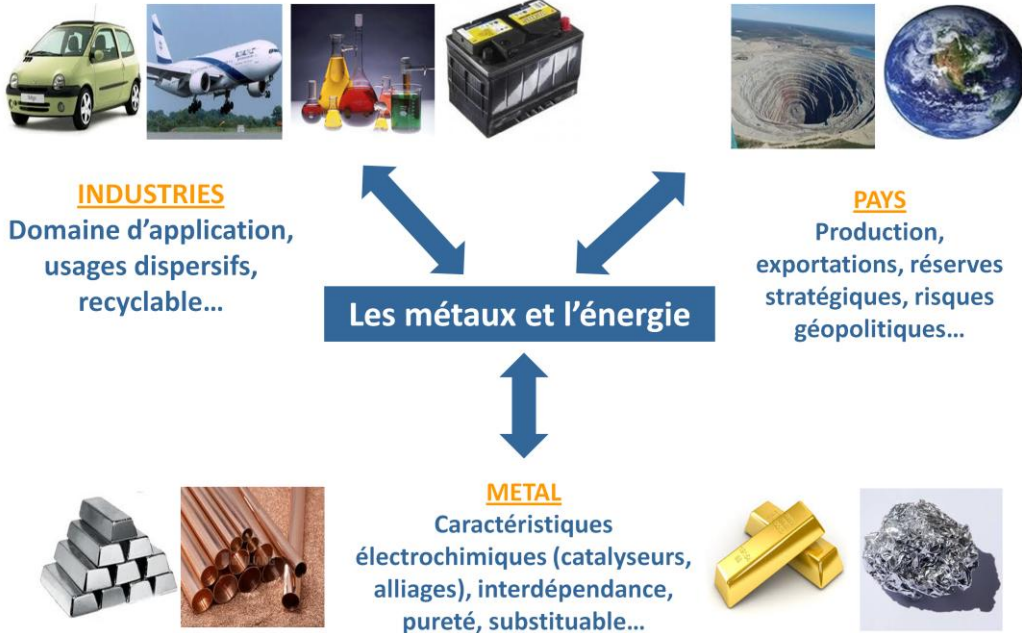 INDUSTRIES
Domaine d’application,
usages dispersifs,
recyclable…
PAYS
Production,
exportations, réserves
stratégiques, risques
géopolitiques…
Les métaux et l’énergie
METAL
Caractéristiques
électrochimiques (catalyseurs,
alliages), interdépendance,
pureté, substituable…